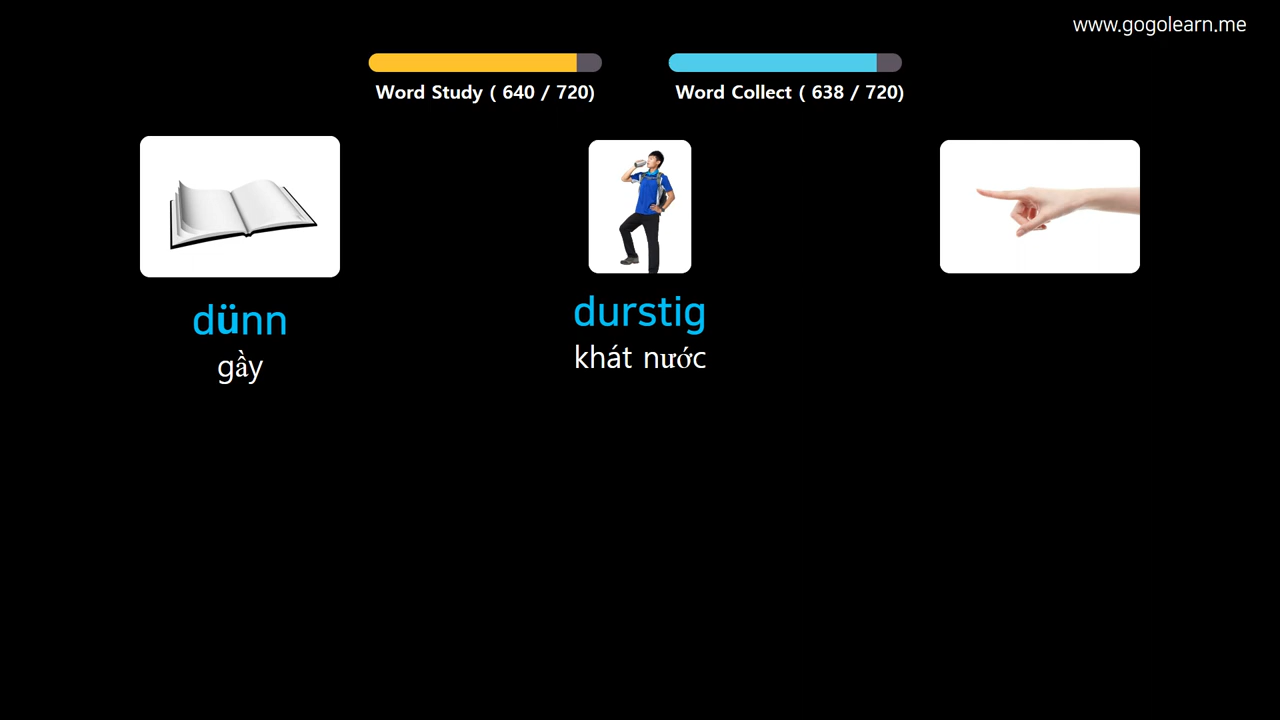 www.gogolearn.me
Word Study ( 640 / 720)
Word Collect ( 638 / 720)
dünn
gầy
durstig
khát nước